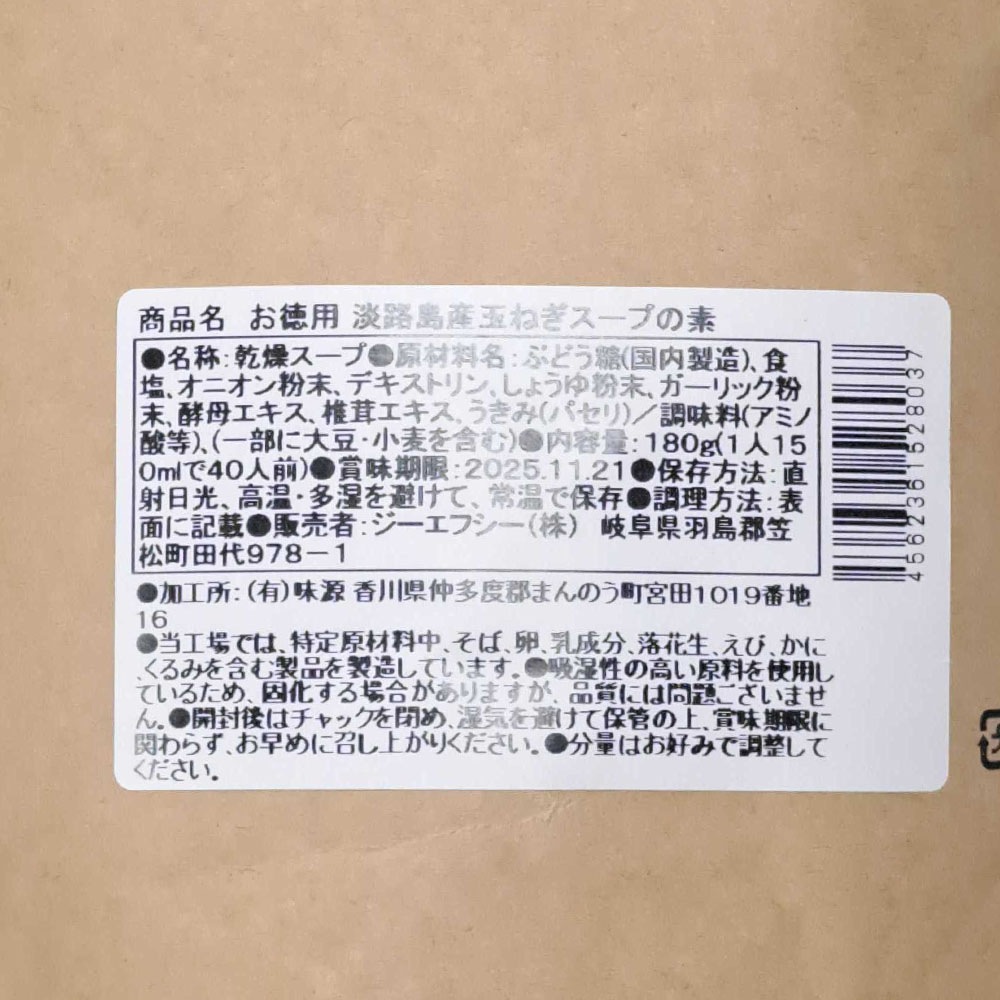 商品名 お徳用 淡路島産玉ねぎスープの素
●名称:乾燥スープ●原材料名:ぶどう糖(国内製造)、食
塩、オニオン粉末、デキストリン、しょうゆ粉末、ガーリック粉
末、酵母エキス、椎茸エキス、うきみ(パセリ)／調味料(アミノ
酸等)、(一部に大豆・小麦を含む)●内容量:180g(1人15
0mlで40人前)●賞味期限:2025.11.21●保存方法:直
射日光、高温・多湿を避けて、常温で保存●調理方法:表
面に記載●販売者:ジーエフシー(株) 岐阜県羽島郡笠
松町田代978－1
●加工所:(有)味源 香川県仲多度郡まんのう町宮田1019番地
16
●当工場では、特定原材料中、そば、卵、乳成分、落花生、えび、かに
、くるみを含む製品を製造しています。●吸湿性の高い原料を使用し
ているため、固化する場合がありますが、品質には問題ございませ
ん。●開封後はチャックを閉め、湿気を避けて保管の上、賞味期限に
関わらず、お早めに召し上がりください。●分量はお好みで調整して
ください。
4562361528037